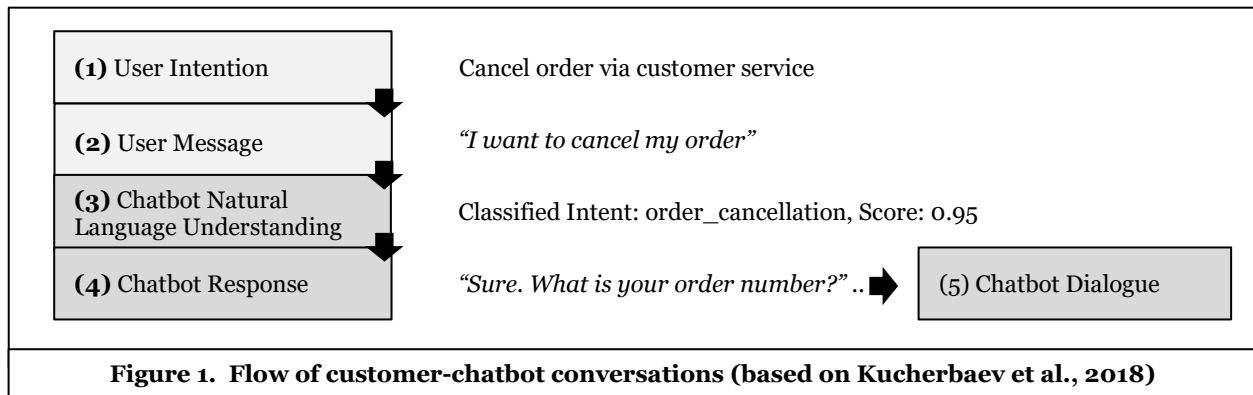 (1) User Intention
Cancel order via customer service
(2) User Message
“I want to cancel my order”
(3) Chatbot Natural
Language Understanding
Classified Intent: order_cancellation, Score: 0.95
(4) Chatbot Response
“Sure. What is your order number?” ..
(5) Chatbot Dialogue
Figure 1. Flow of customer-chatbot conversations (based on Kucherbaev et al., 2018)